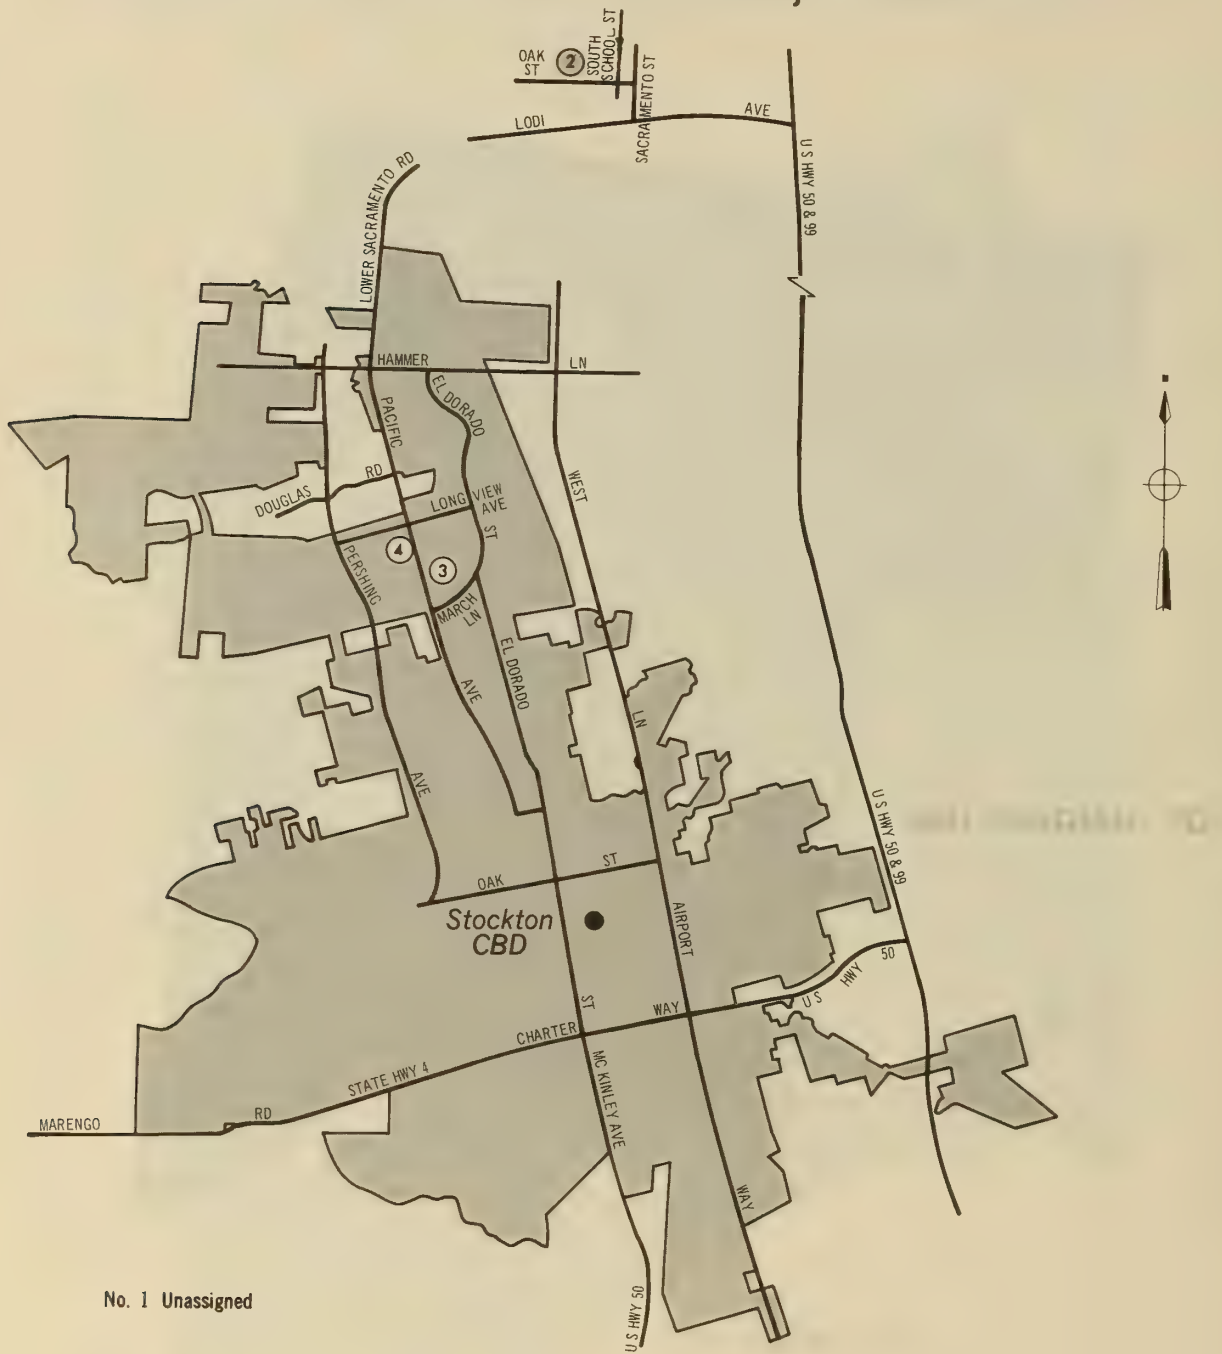 SOUTH
SCHOOL ST
OAK
ST
2
SACRAMENTO ST
LODI
AVE
U S HWY 50 & 99
LOWER SACRAMENTO RD
HAMMER
LN
EL DORADO
PACIFIC
WEST
DOUGLAS
RD
LONG VIEW
AVE
ST
4
3
PERSHING
MARCH
LN
EL DORADO
AVE
LN
AVE
U S HWY 50 & 99
OAK
ST
Stockton
CBD
AIRPORT
U S
HWY
50
ST
WAY
CHARTER
STATE HWY 4
MC KINLEY AVE
MARENGO
RD
WAY
U S HWY 50
No. 1 Unassigned